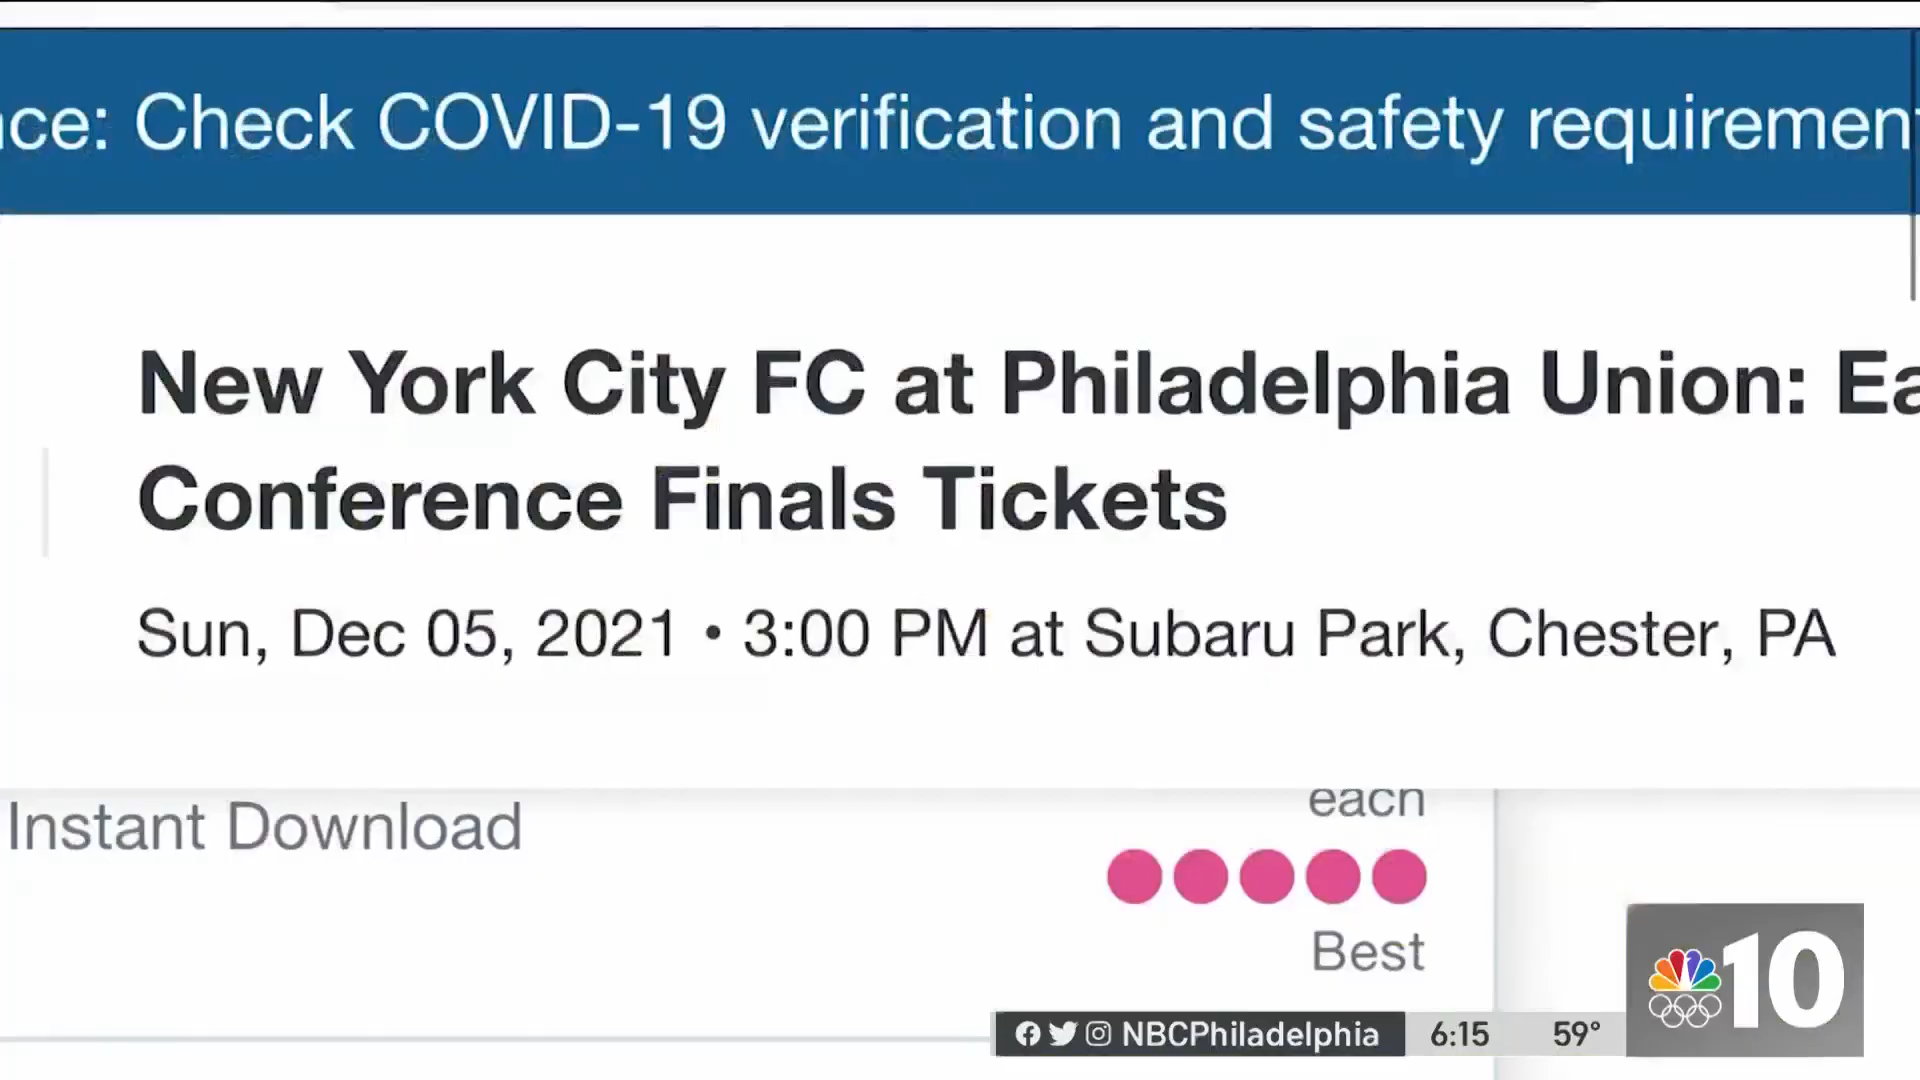 nce: Check COVID-19 verification and safety requirement
New York City FC at Philadelphia Union: Ea
Conference Finals Tickets
Sun, Dec 05, 2021 • 3:00 PM at Subaru Park, Chester, PA
Instant Download
each
Best
10
NBCPhiladelphia
6:15
59°